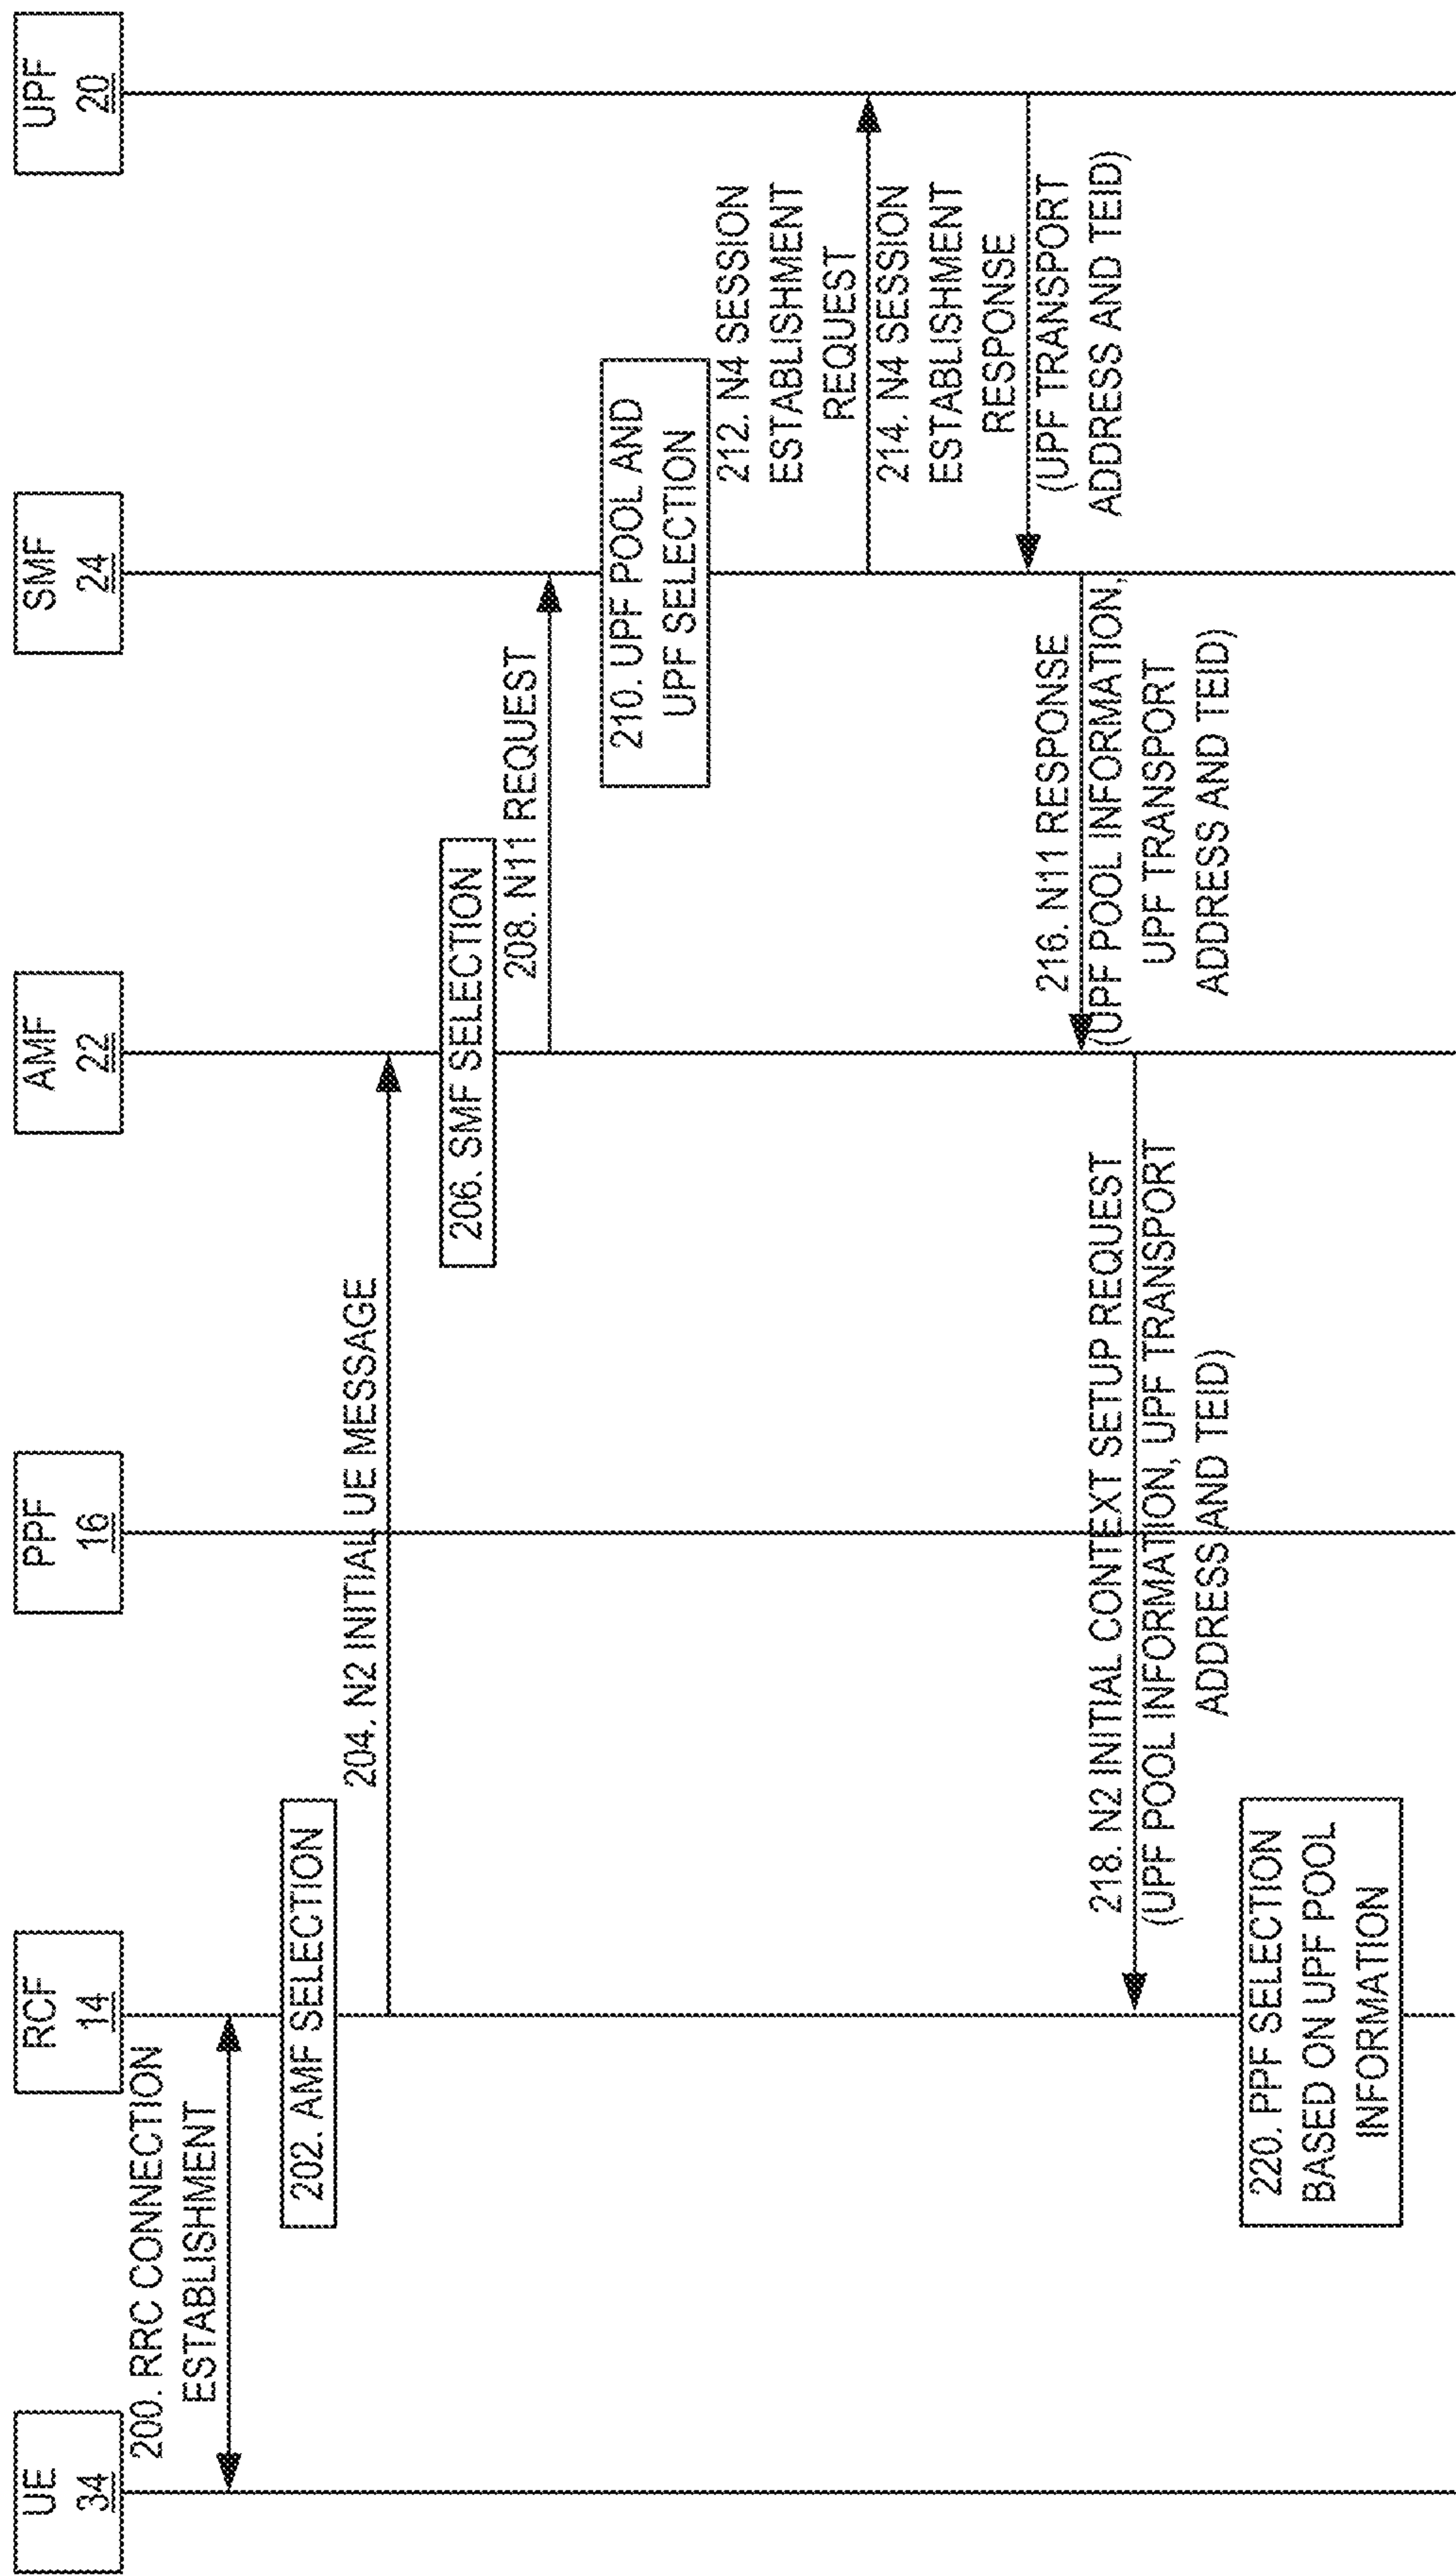 UE
34
RCF
14
PPF
16
AMF
22
SMF
24
UPF
20
200. RRC CONNECTION
ESTABLISHMENT
202. AMF SELECTION
204. N2 INITIAL UE MESSAGE
206. SMF SELECTION
208. N11 REQUEST
210. UPF POOL AND
UPF SELECTION
212. N4 SESSION
ESTABLISHMENT
REQUEST
214. N4 SESSION
ESTABLISHMENT
RESPONSE
(UPF TRANSPORT
ADDRESS AND TEID)
216. N11 RESPONSE
(UPF POOL INFORMATION,
UPF TRANSPORT
ADDRESS AND TEID)
218. N2 INITIAL CONTEXT SETUP REQUEST
(UPF POOL INFORMATION, UPF TRANSPORT
ADDRESS AND TEID)
220. PPF SELECTION
BASED ON UPF POOL
INFORMATION